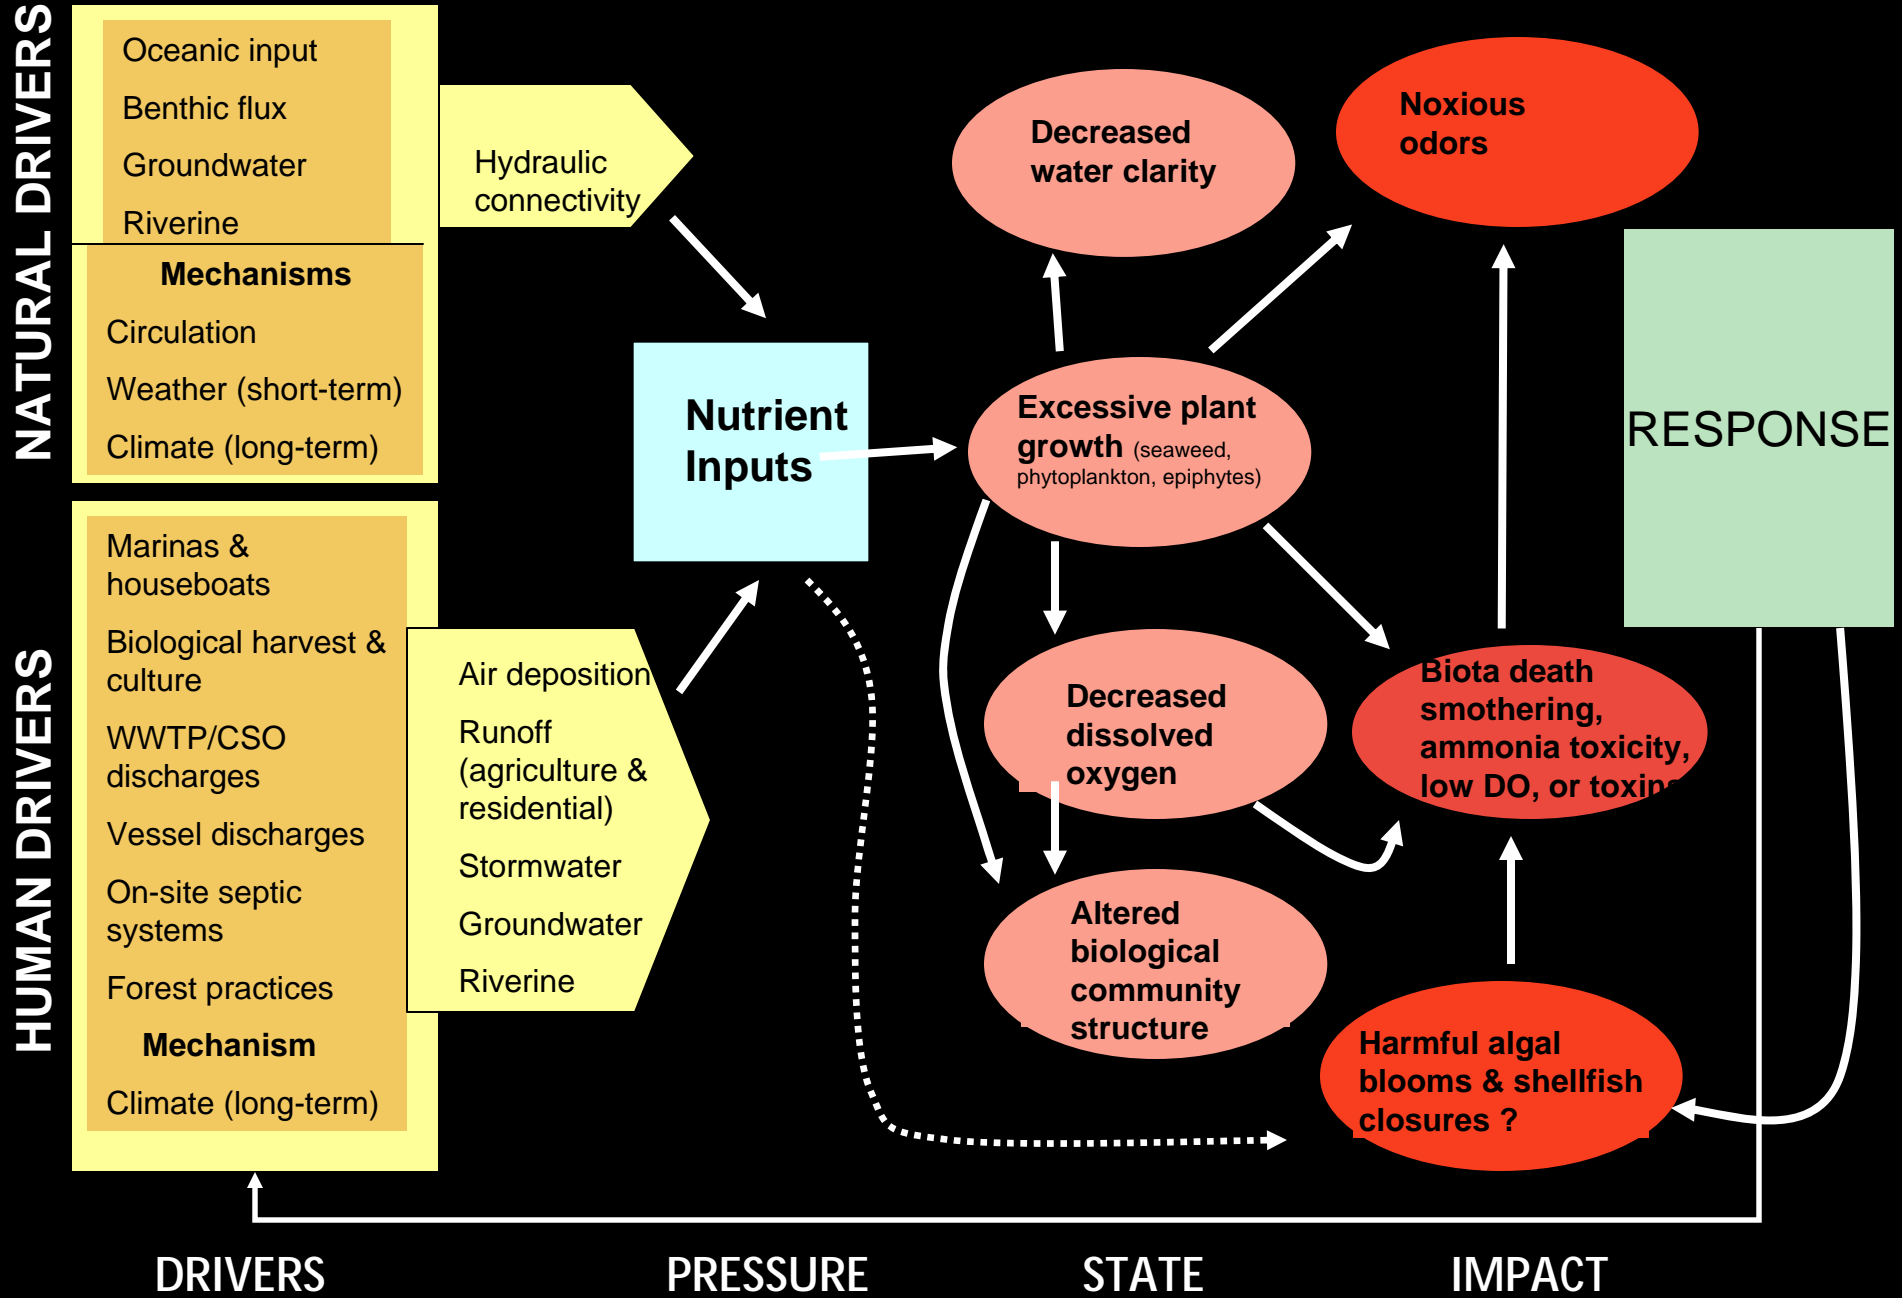 NATURAL DRIVERS
Oceanic input
Benthic flux
Groundwater
Riverine
Mechanisms
Circulation
Weather (short-term)
Climate (long-term)
Hydraulic
connectivity
HUMAN DRIVERS
Marinas &
houseboats
Biological harvest &
culture
WWTP/CSO
discharges
Vessel discharges
On-site septic
systems
Forest practices
Mechanism
Climate (long-term)
Air deposition
Runoff
(agriculture &
residential)
Stormwater
Groundwater
Riverine
Nutrient
Inputs
Decreased
water clarity
Excessive plant
growth (seaweed,
phytoplankton, epiphytes)
Decreased
dissolved
oxygen
Altered
biological
community
structure
Noxious
odors
Biota death
smothering,
ammonia toxicity,
low DO, or toxins
Harmful algal
blooms & shellfish
closures ?
RESPONSE
DRIVERS
PRESSURE
STATE
IMPACT